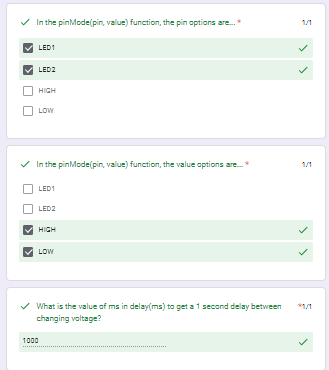 In the pinMode(pin, value) function, the pin options are... * 1/1
LED1
LED2
HIGH
LOW
In the pinMode(pin, value) function, the value options are... * 1/1
LED1
LED2
HIGH
LOW
What is the value of ms in delay(ms) to get a 1 second delay between *1/1
changing voltage?
1000